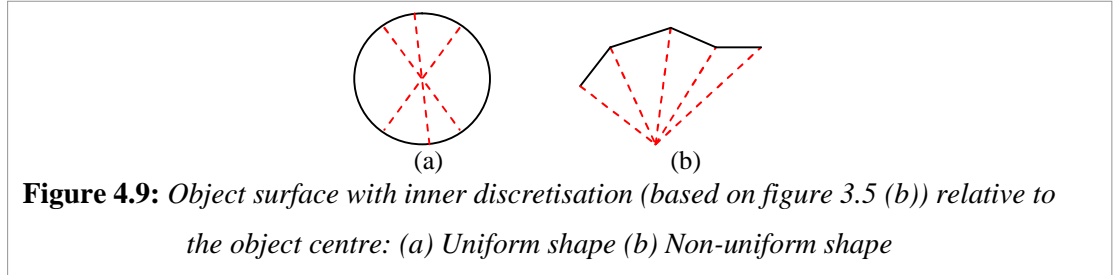 (a) (b)
Figure 4.9: Object surface with inner discretisation (based on figure 3.5 (b)) relative to
the object centre: (a) Uniform shape (b) Non-uniform shape